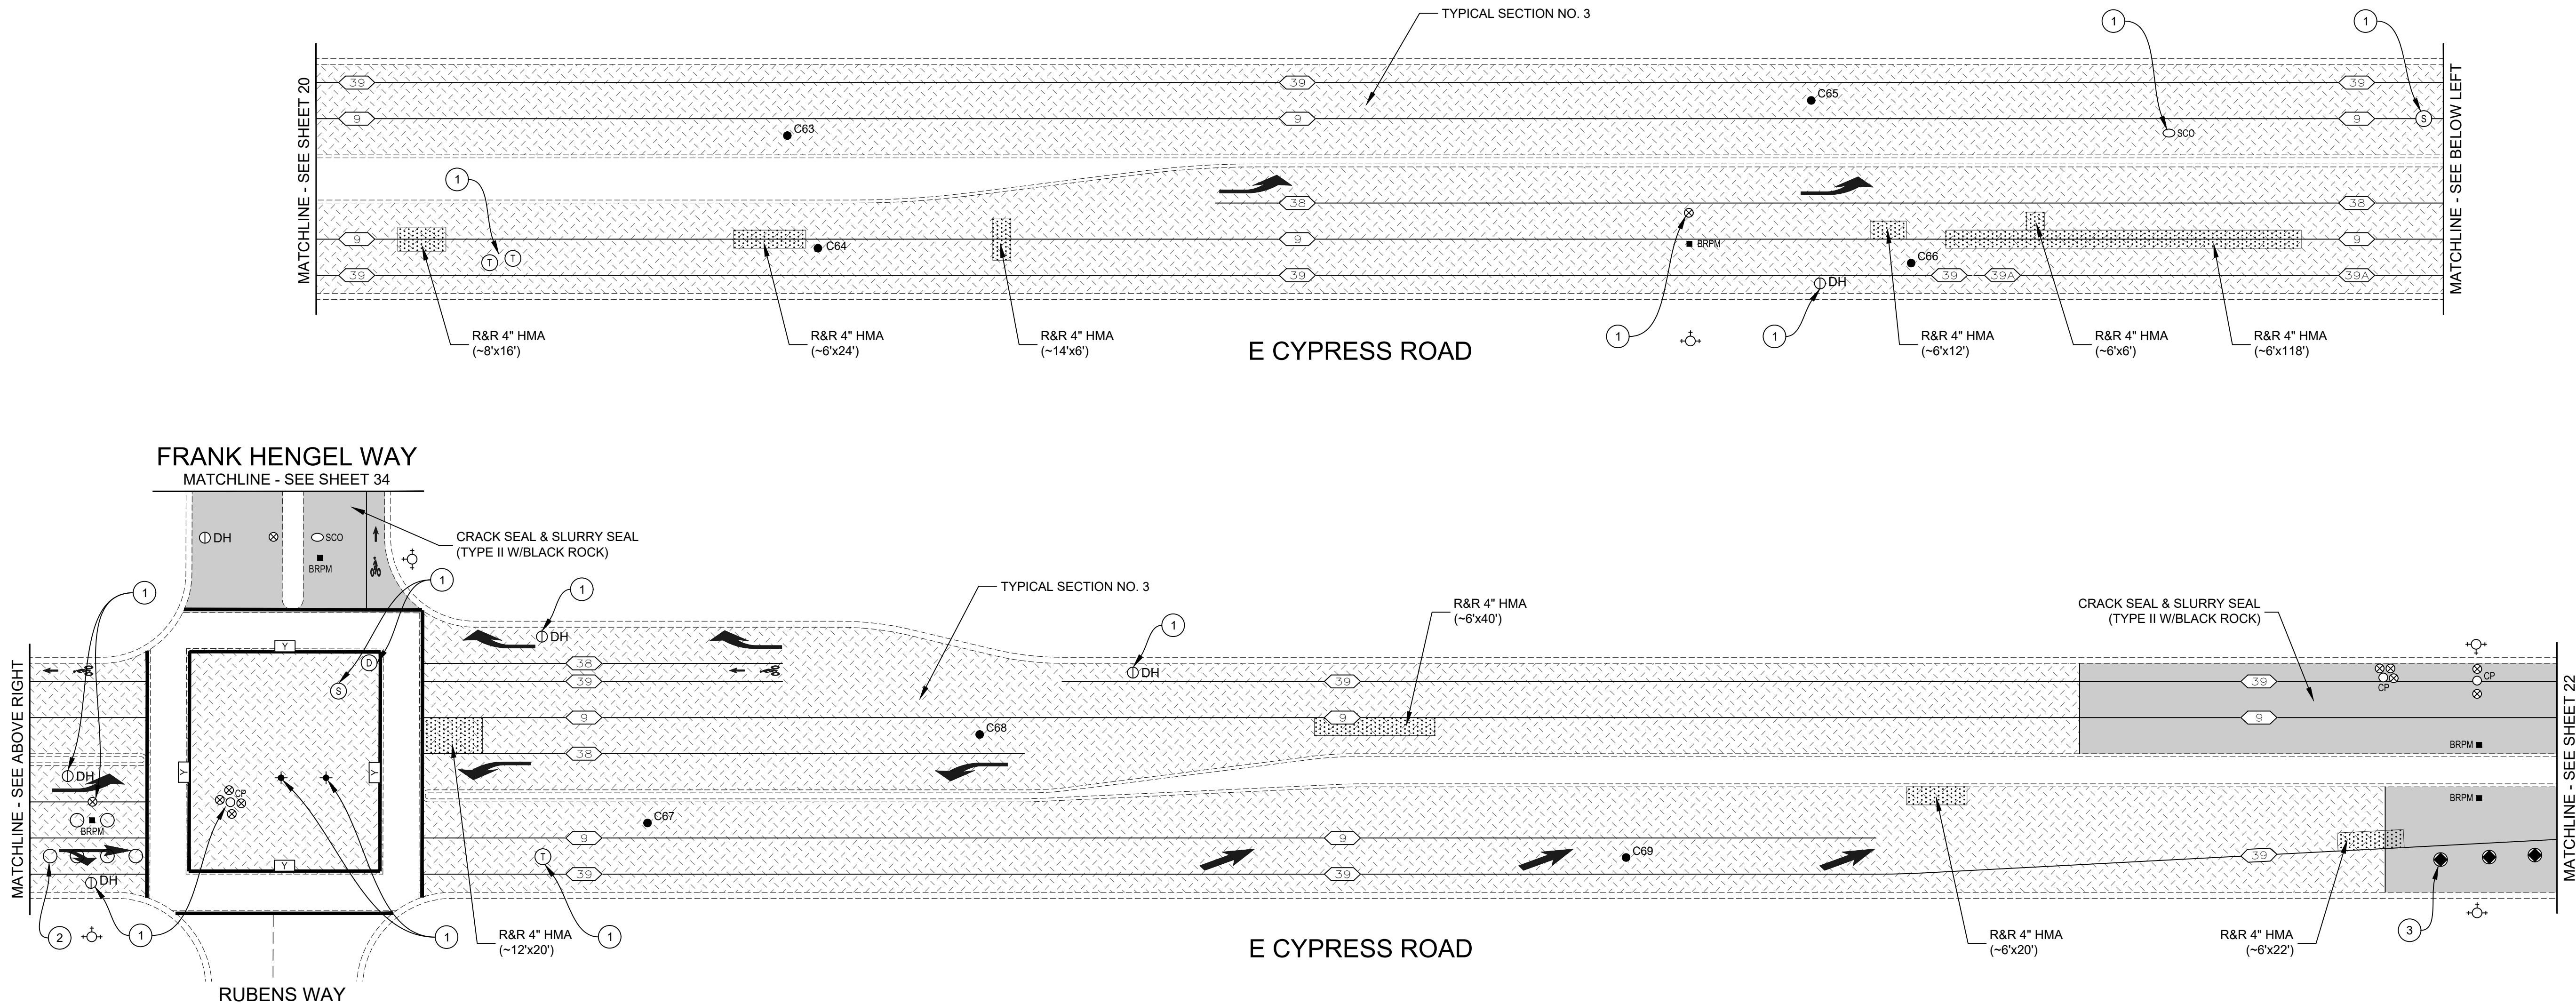 TYPICAL SECTION NO. 3
1
1
MATCHLINE - SEE SHEET 20
MATCHLINE - SEE BELOW LEFT
39
39
39
C65
C63
9
9
9
S
SCO
1
38
38
9
T
T
C64
9
BRPM
9
C66
39
39
39
39A
39A
DH
R&R 4" HMA
(~8'x16')
R&R 4" HMA
(~6'x24')
R&R 4" HMA
(~14'x6')
E CYPRESS ROAD
1
1
R&R 4" HMA
(~6'x12')
R&R 4" HMA
(~6'x6')
R&R 4" HMA
(~6'x118')
FRANK HENGEL WAY
MATCHLINE - SEE SHEET 34
DH
SCO
BRPM
CRACK SEAL & SLURRY SEAL
(TYPE II W/BLACK ROCK)
1
1
1
TYPICAL SECTION NO. 3
R&R 4" HMA
(~6'x40')
1
CRACK SEAL & SLURRY SEAL
(TYPE II W/BLACK ROCK)
MATCHLINE - SEE ABOVE RIGHT
MATCHLINE - SEE SHEET 22
Y
D
S
DH
38
39
DH
39
39
CP
CP
9
C68
9
9
38
BRPM
DH
Y
Y
CP
BRPM
C67
BRPM
9
9
T
C69
39
39
39
DH
Y
2
1
1
R&R 4" HMA
(~12'x20')
1
E CYPRESS ROAD
R&R 4" HMA
(~6'x20')
R&R 4" HMA
(~6'x22')
3
RUBENS WAY